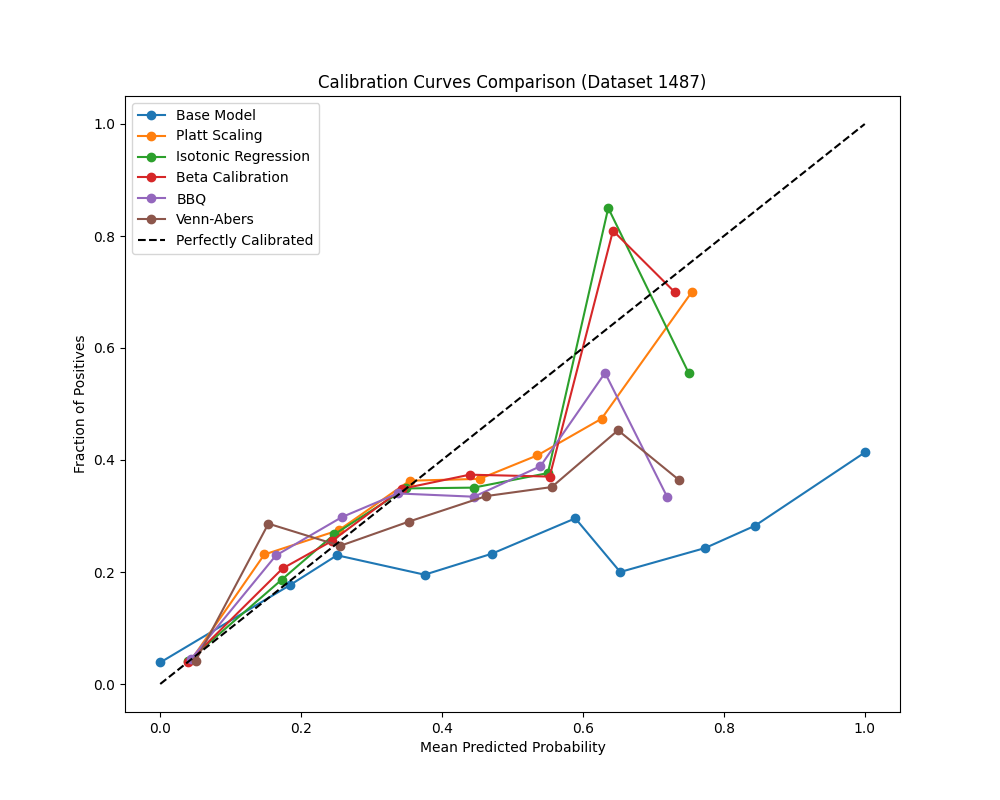 Calibration Curves Comparison (Dataset 1487)
Base Model
Platt Scaling
Isotonic Regression
Beta Calibration
BBQ
Venn-Abers
Perfectly Calibrated
1.0
0.8
0.6
0.4
0.2
0.0
Fraction of Positives
0.0 0.2 0.4 0.6 0.8 1.0
Mean Predicted Probability